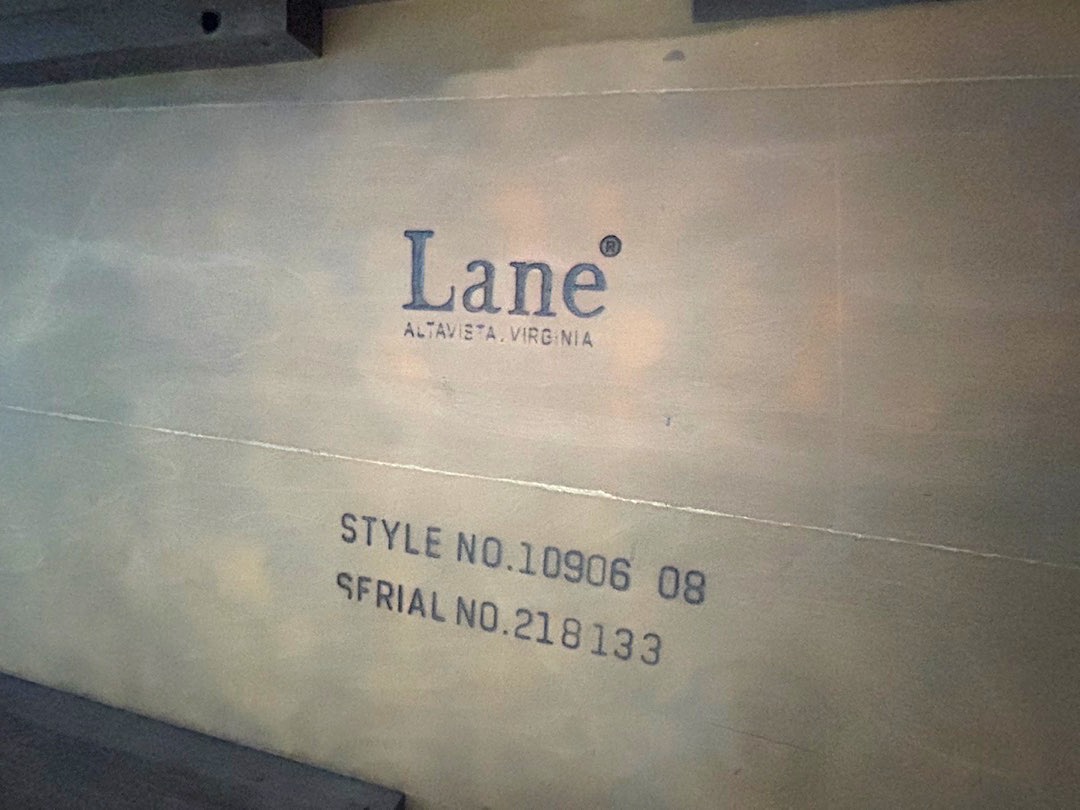 Lane®
ALTAVISTA, VIRGINIA
STYLE NO.10906 08
SERIAL NO.218133